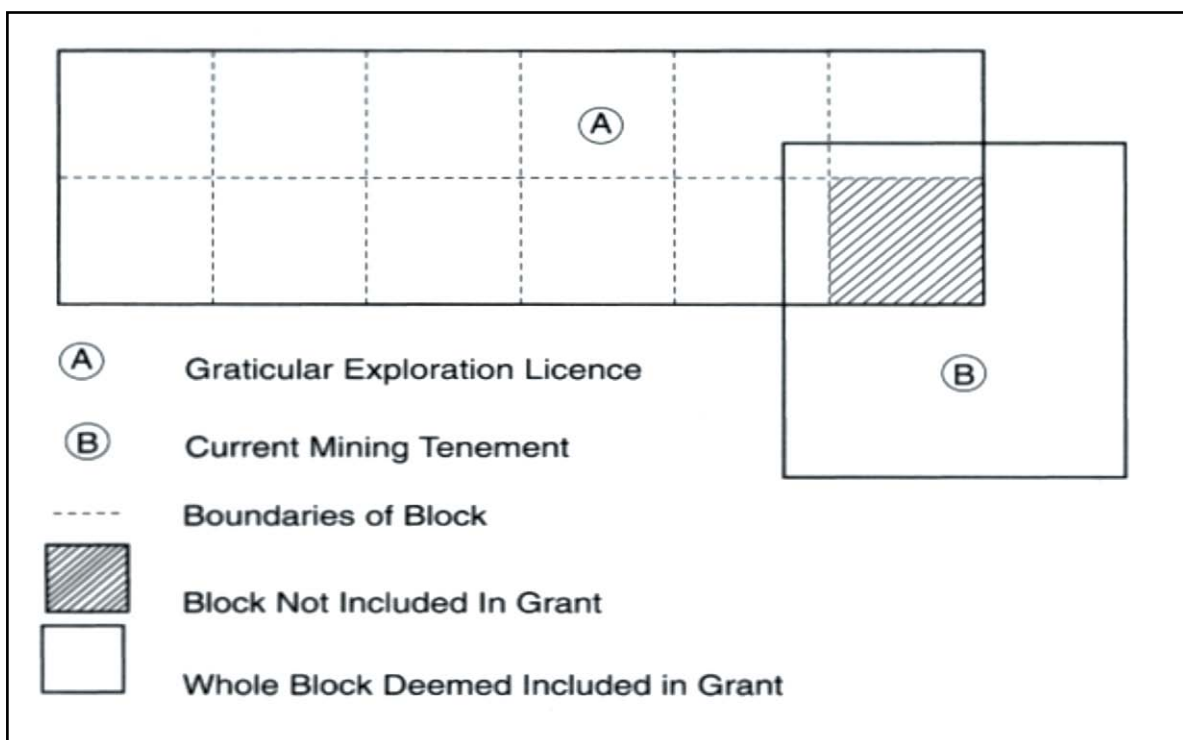 A
B
A Graticular Exploration Licence
B Current Mining Tenement
Boundaries of Block
Block Not Included In Grant
Whole Block Deemed Included in Grant